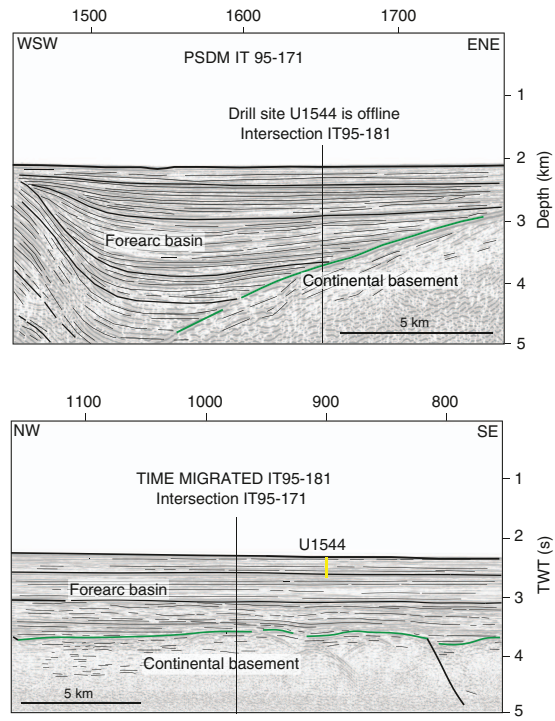 1500 1600 1700
WSW ENE
PSDM IT 95-171
1
Drill site U1544 is offline
Intersection IT95-181
2
Depth (km)
3
Forearc basin
4
Continental basement
5 km
5
1100 1000 900 800
NW SE
TIME MIGRATED IT95-181
1
Intersection IT95-171
2
U1544
TWT (s)
Forearc basin
3
4
Continental basement
5 km
5